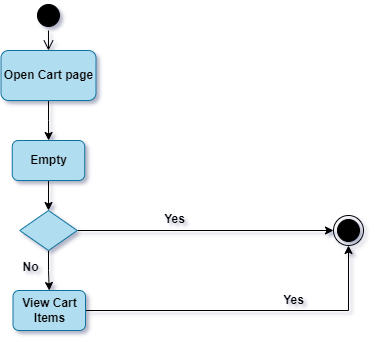 Open Cart page
Empty
Yes
No
View Cart
Items
Yes